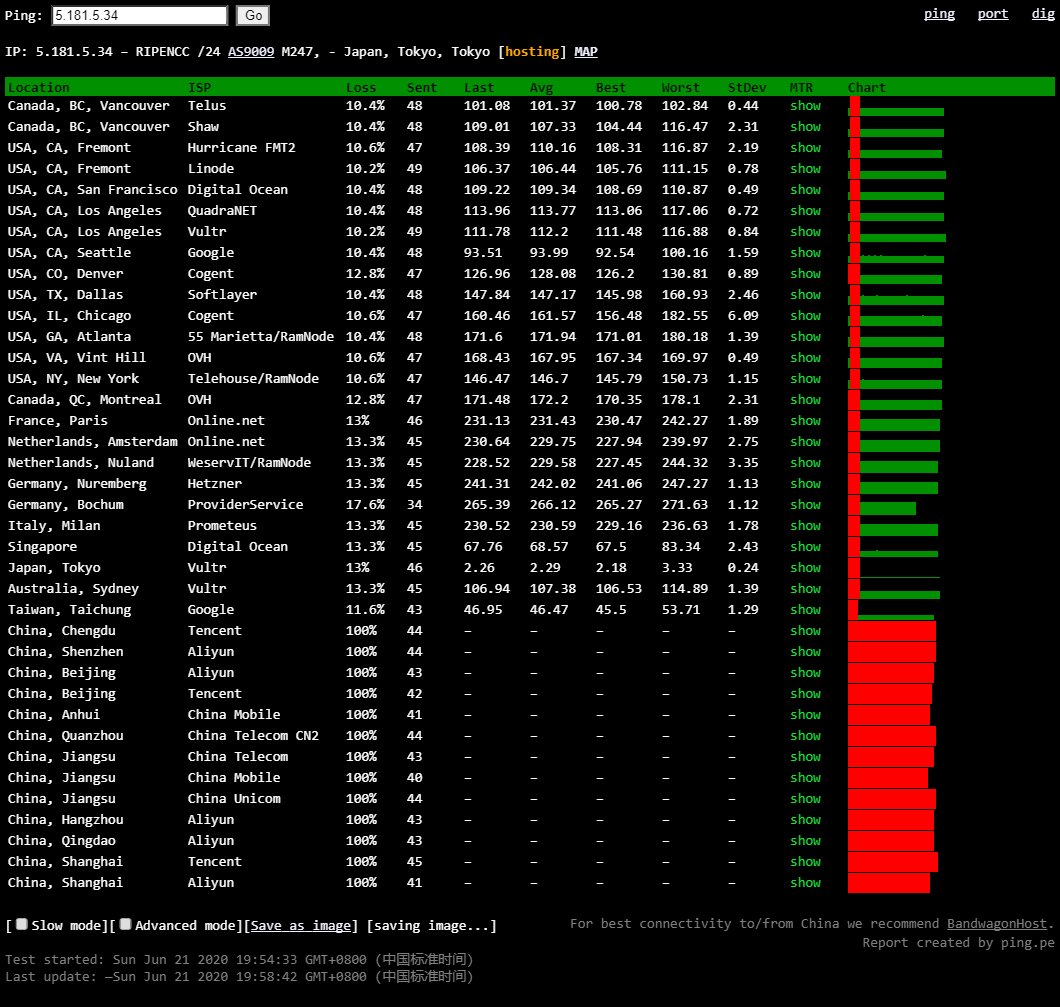 Ping: 5.181.5.34 Go ping port dig
IP: 5.181.5.34 – RIPENCC /24 AS9009 M247, - Japan, Tokyo, Tokyo [hosting] MAP
Location ISP Loss Sent Last Avg Best Worst StDev MTR Chart
Canada, BC, Vancouver Telus 10.4% 48 101.08 101.37 100.78 102.84 0.44 show
Canada, BC, Vancouver Shaw 10.4% 48 109.01 107.33 104.44 116.47 2.31 show
USA, CA, Fremont Hurricane FMT2 10.6% 47 108.39 110.16 108.31 116.87 2.19 show
USA, CA, Fremont Linode 10.2% 49 106.37 106.44 105.76 111.15 0.78 show
USA, CA, San Francisco Digital Ocean 10.4% 48 109.22 109.34 108.69 110.87 0.49 show
USA, CA, Los Angeles QuadraNET 10.4% 48 113.96 113.77 113.06 117.06 0.72 show
USA, CA, Los Angeles Vultr 10.2% 49 111.78 112.2 111.48 116.88 0.84 show
USA, CA, Seattle Google 10.4% 48 93.51 93.99 92.54 100.16 1.59 show
USA, CO, Denver Cogent 12.8% 47 126.96 128.08 126.2 130.81 0.89 show
USA, TX, Dallas Softlayer 10.4% 48 147.84 147.17 145.98 160.93 2.46 show
USA, IL, Chicago Cogent 10.6% 47 160.46 161.57 156.48 182.55 6.09 show
USA, GA, Atlanta 55 Marietta/RamNode 10.4% 48 171.6 171.94 171.01 180.18 1.39 show
USA, VA, Vint Hill OVH 10.6% 47 168.43 167.95 167.34 169.97 0.49 show
USA, NY, New York Telehouse/RamNode 10.6% 47 146.47 146.7 145.79 150.73 1.15 show
Canada, QC, Montreal OVH 12.8% 47 171.48 172.2 170.35 178.1 2.31 show
France, Paris Online.net 13% 46 231.13 231.43 230.47 242.27 1.89 show
Netherlands, Amsterdam Online.net 13.3% 45 230.64 229.75 227.94 239.97 2.75 show
Netherlands, Nuland WeservIT/RamNode 13.3% 45 228.52 229.58 227.45 244.32 3.35 show
Germany, Nuremberg Hetzner 13.3% 45 241.31 242.02 241.06 247.27 1.13 show
Germany, Bochum ProviderService 17.6% 34 265.39 266.12 265.27 271.63 1.12 show
Italy, Milan Prometeus 13.3% 45 230.52 230.59 229.16 236.63 1.78 show
Singapore Digital Ocean 13.3% 45 67.76 68.57 67.5 83.34 2.43 show
Japan, Tokyo Vultr 13% 46 2.26 2.29 2.18 3.33 0.24 show
Australia, Sydney Vultr 13.3% 45 106.94 107.38 106.53 114.89 1.39 show
Taiwan, Taichung Google 11.6% 43 46.95 46.47 45.5 53.71 1.29 show
China, Chengdu Tencent 100% 44 – – – – – show
China, Shenzhen Aliyun 100% 44 – – – – – show
China, Beijing Aliyun 100% 43 – – – – – show
China, Beijing Tencent 100% 42 – – – – – show
China, Anhui China Mobile 100% 41 – – – – – show
China, Quanzhou China Telecom CN2 100% 44 – – – – – show
China, Jiangsu China Telecom 100% 43 – – – – – show
China, Jiangsu China Mobile 100% 40 – – – – – show
China, Jiangsu China Unicom 100% 44 – – – – – show
China, Hangzhou Aliyun 100% 43 – – – – – show
China, Qingdao Aliyun 100% 43 – – – – – show
China, Shanghai Tencent 100% 45 – – – – – show
China, Shanghai Aliyun 100% 41 – – – – – show
[Slow mode][Advanced mode][Save as image] [saving image...] For best connectivity to/from China we recommend BandwagonHost.
Report created by ping.pe
Test started: Sun Jun 21 2020 19:54:33 GMT+0800 (中国标准时间)
Last update: –Sun Jun 21 2020 19:58:42 GMT+0800 (中国标准时间)